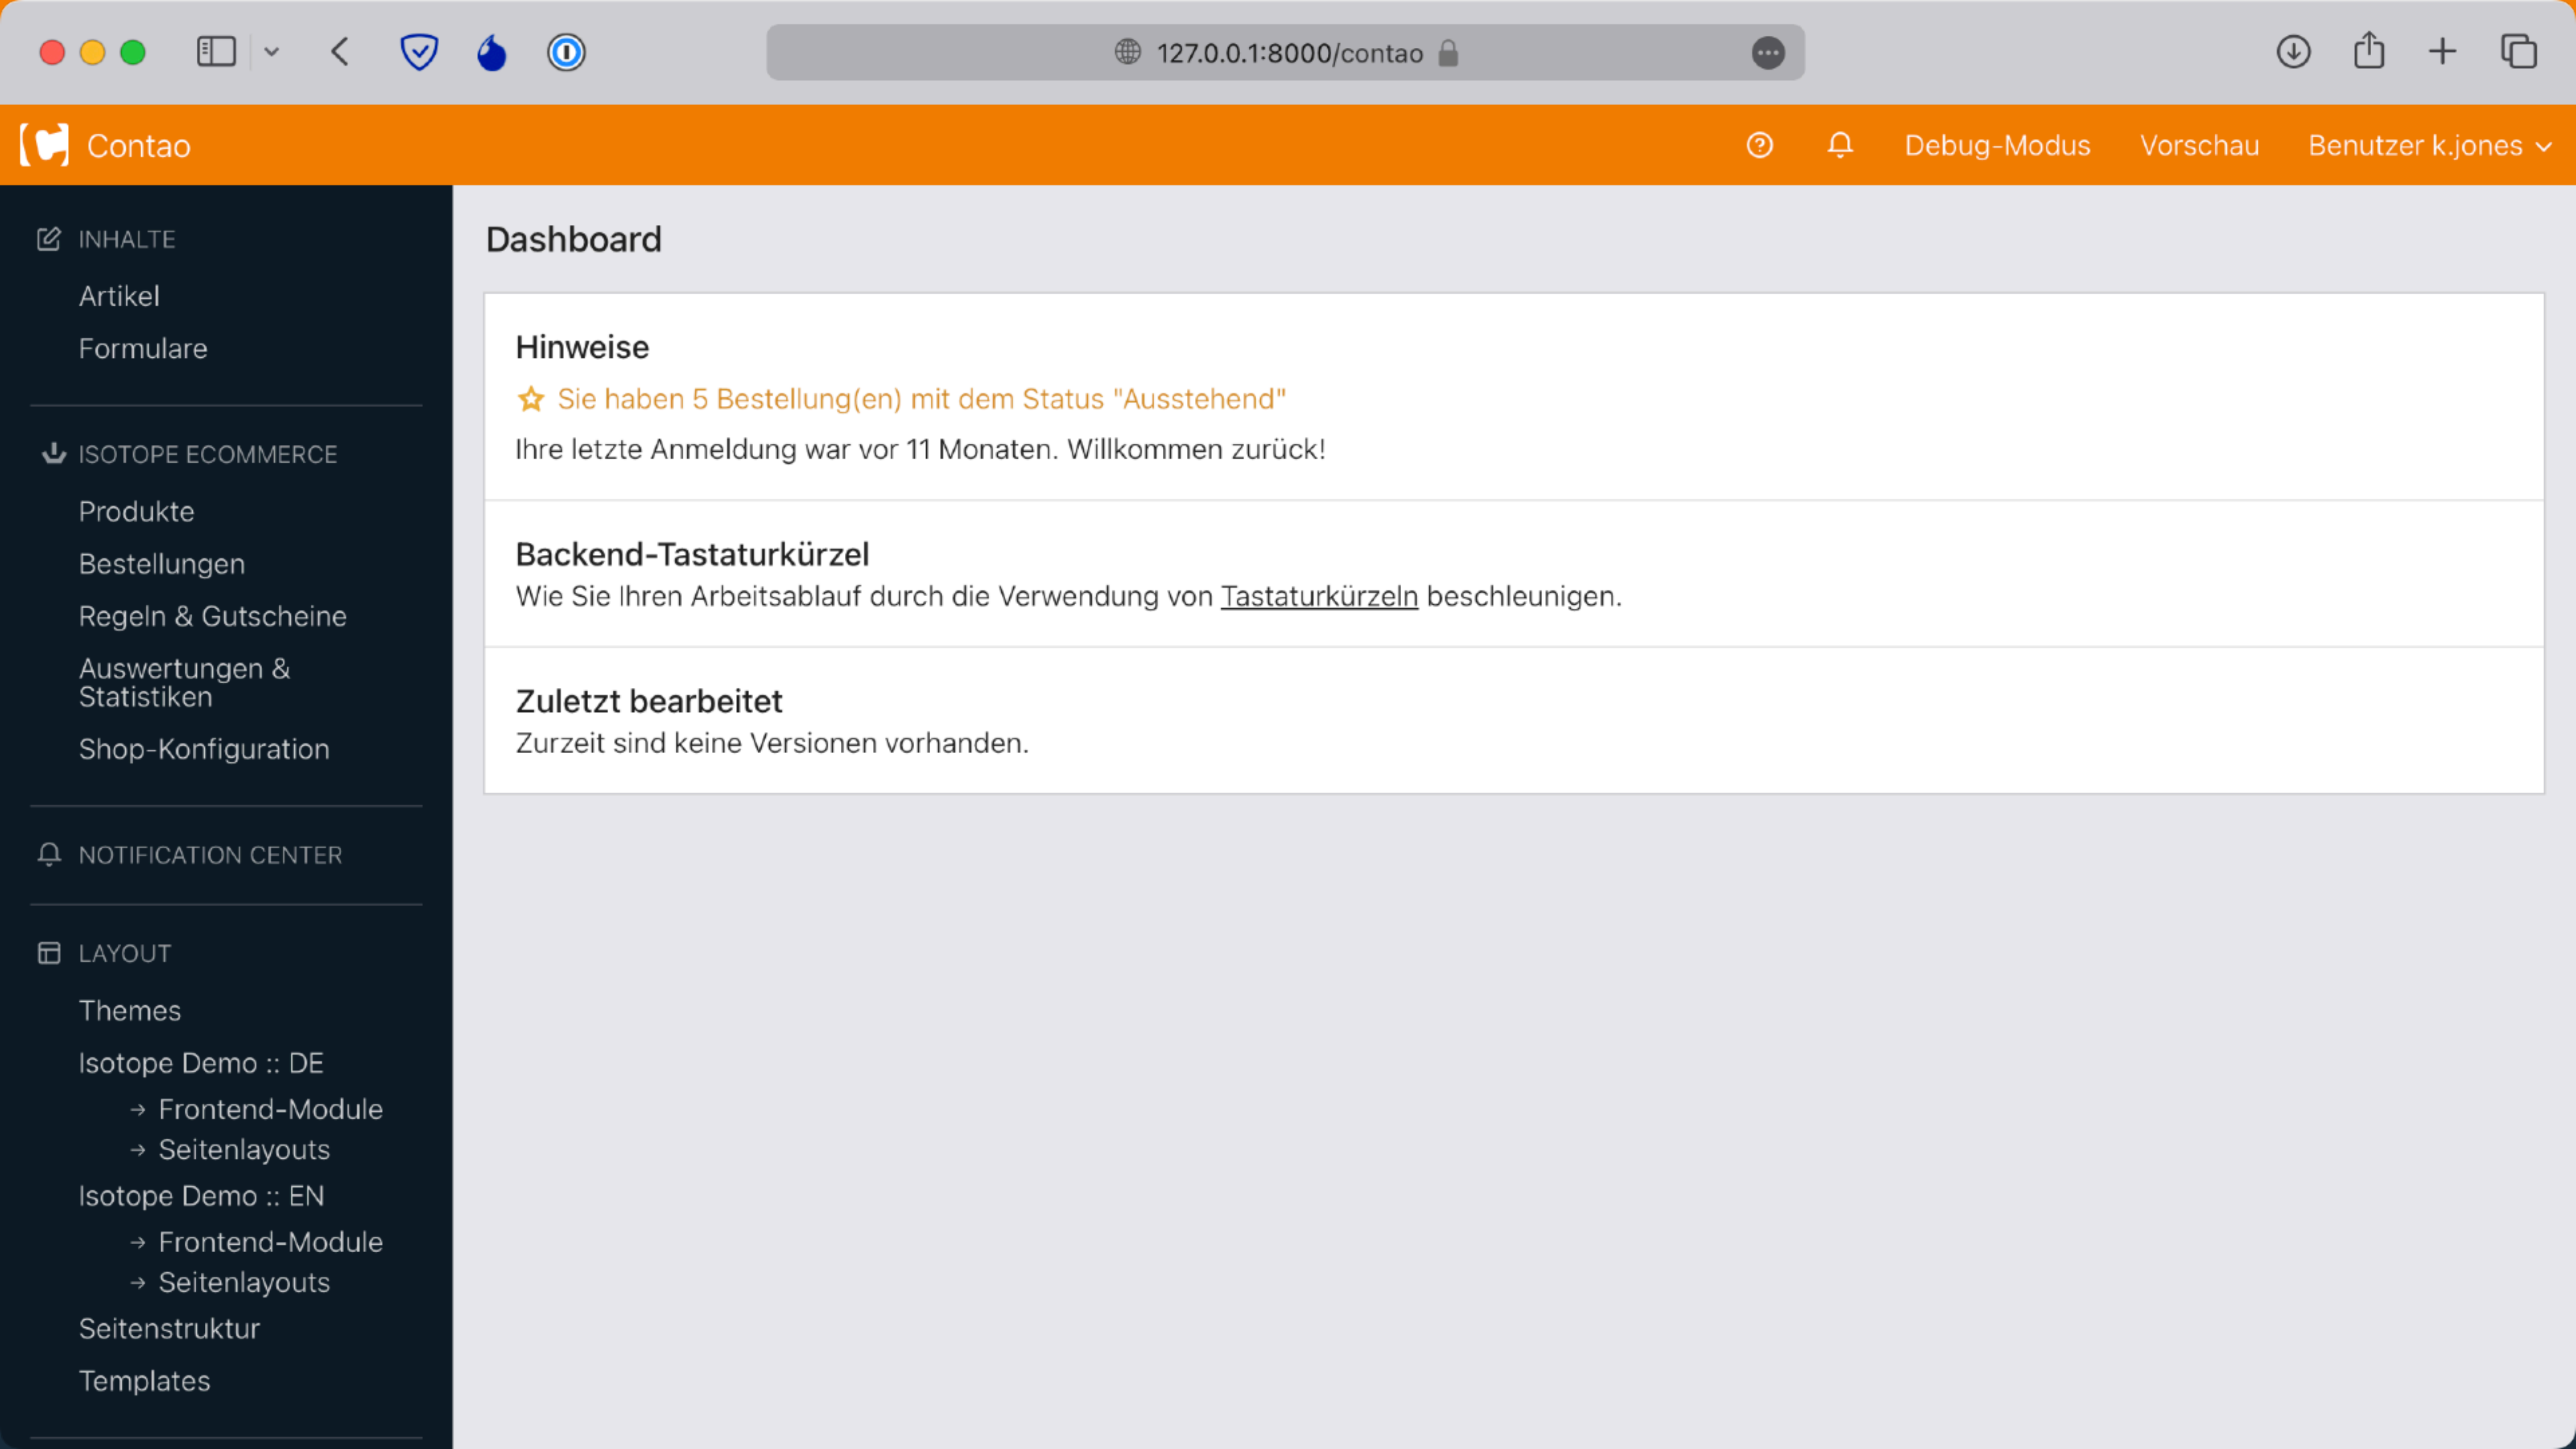 127.0.0.1:8000/contao
Contao
Debug-Modus
Vorschau
Benutzer k.jones
INHALTE
Artikel
Formulare
ISOTOPE ECOMMERCE
Produkte
Bestellungen
Regeln & Gutscheine
Auswertungen &
Statistiken
Shop-Konfiguration
NOTIFICATION CENTER
LAYOUT
Themes
Isotope Demo :: DE
→ Frontend-Module
→ Seitenlayouts
Isotope Demo :: EN
→ Frontend-Module
→ Seitenlayouts
Seitenstruktur
Templates
Dashboard
Hinweise
Sie haben 5 Bestellung(en) mit dem Status "Ausstehend"
Ihre letzte Anmeldung war vor 11 Monaten. Willkommen zurück!
Backend-Tastaturkürzel
Wie Sie Ihren Arbeitsablauf durch die Verwendung von Tastaturkürzeln beschleunigen.
Zuletzt bearbeitet
Zurzeit sind keine Versionen vorhanden.